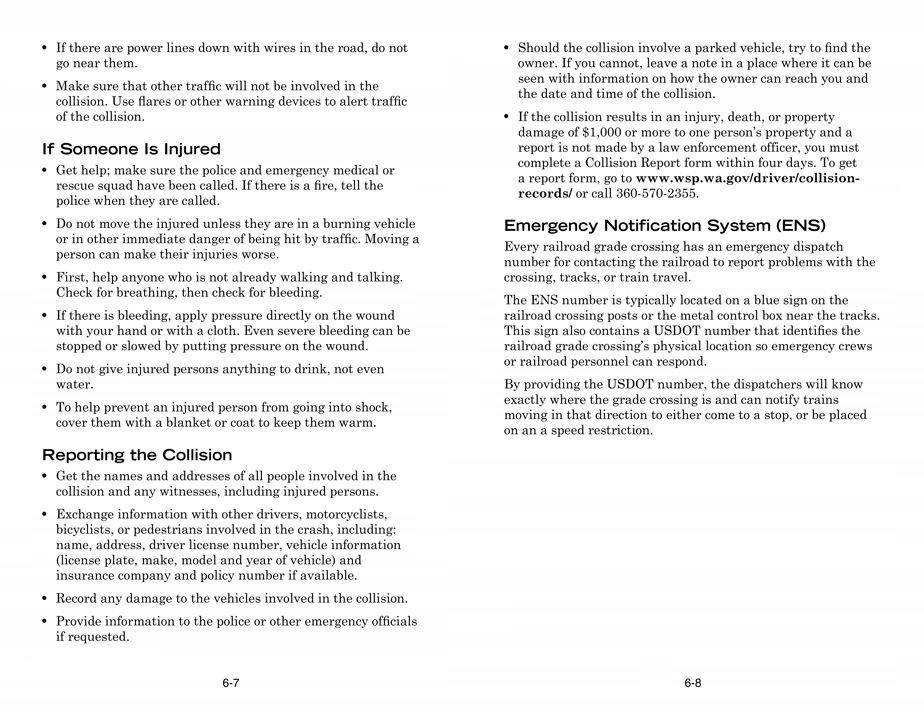 • If there are power lines down with wires in the road, do not
go near them.
• Make sure that other traffic will not be involved in the
collision. Use flares or other warning devices to alert traffic
of the collision.
If Someone Is Injured
• Get help; make sure the police and emergency medical or
rescue squad have been called. If there is a fire, tell the
police when they are called.
• Do not move the injured unless they are in a burning vehicle
or in other immediate danger of being hit by traffic. Moving a
person can make their injuries worse.
• First, help anyone who is not already walking and talking.
Check for breathing, then check for bleeding.
• If there is bleeding, apply pressure directly on the wound
with your hand or with a cloth. Even severe bleeding can be
stopped or slowed by putting pressure on the wound.
• Do not give injured persons anything to drink, not even
water.
• To help prevent an injured person from going into shock,
cover them with a blanket or coat to keep them warm.
Reporting the Collision
• Get the names and addresses of all people involved in the
collision and any witnesses, including injured persons.
• Exchange information with other drivers, motorcyclists,
bicyclists, or pedestrians involved in the crash, including:
name, address, driver license number, vehicle information
(license plate, make, model and year of vehicle) and
insurance company and policy number if available.
• Record any damage to the vehicles involved in the collision.
• Provide information to the police or other emergency officials
if requested.
6-7
• Should the collision involve a parked vehicle, try to find the
owner. If you cannot, leave a note in a place where it can be
seen with information on how the owner can reach you and
the date and time of the collision.
• If the collision results in an injury, death, or property
damage of $1,000 or more to one person's property and a
report is not made by a law enforcement officer, you must
complete a Collision Report form within four days. To get
a report form, go to www.wsp.wa.gov/driver/collision-
records/ or call 360-570-2355.
Emergency Notification System (ENS)
Every railroad grade crossing has an emergency dispatch
number for contacting the railroad to report problems with the
crossing, tracks, or train travel.
The ENS number is typically located on a blue sign on the
railroad crossing posts or the metal control box near the tracks.
This sign also contains a USDOT number that identifies the
railroad grade crossing's physical location so emergency crews
or railroad personnel can respond.
By providing the USDOT number, the dispatchers will know
exactly where the grade crossing is and can notify trains
moving in that direction to either come to a stop, or be placed
on an a speed restriction.
6-8